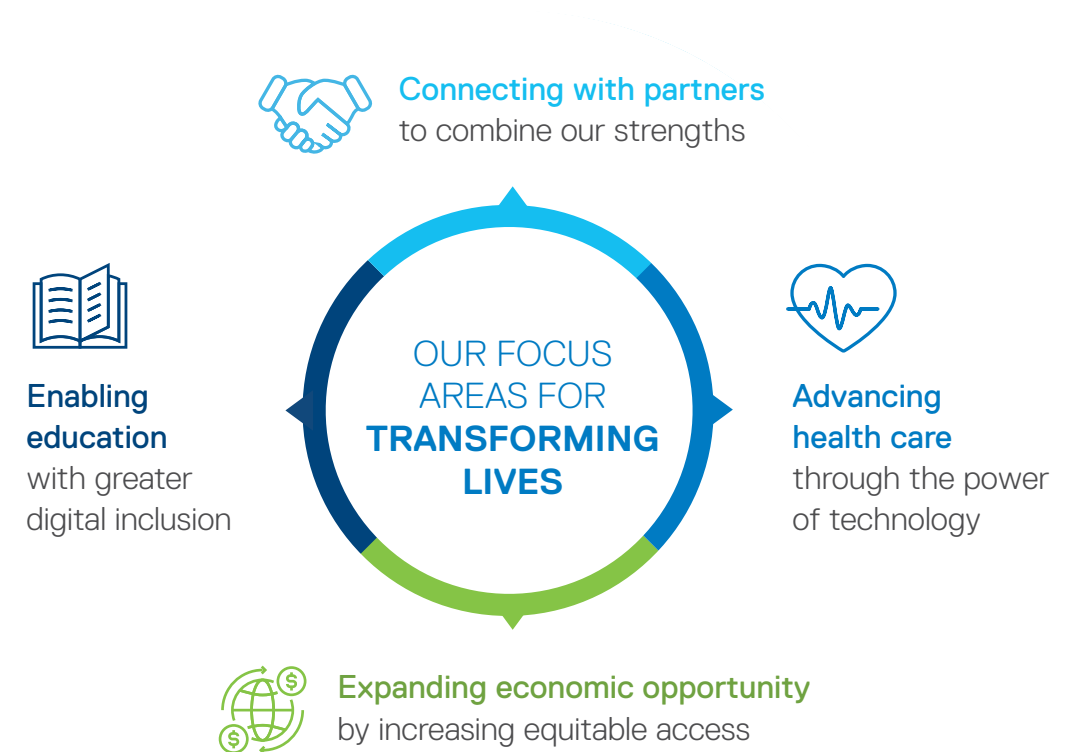 Connecting with partners
to combine our strengths
OUR FOCUS
AREAS FOR
TRANSFORMING
LIVES
Enabling
education
with greater
digital inclusion
Advancing
health care
through the power
of technology
$
$
Expanding economic opportunity
by increasing equitable access